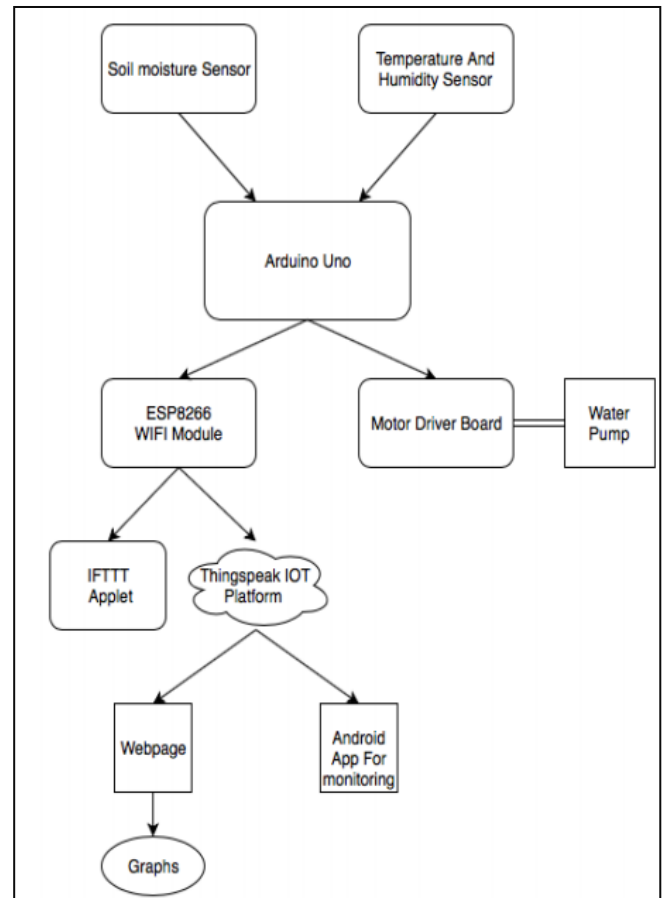 Soil moisture Sensor
Temperature And
Humidity Sensor
Arduino Uno
ESP8266
WIFI Module
Motor Driver Board
Water
Pump
IFTTT
Applet
Thingspeak IOT
Platform
Webpage
Android
App For
monitoring
Graphs